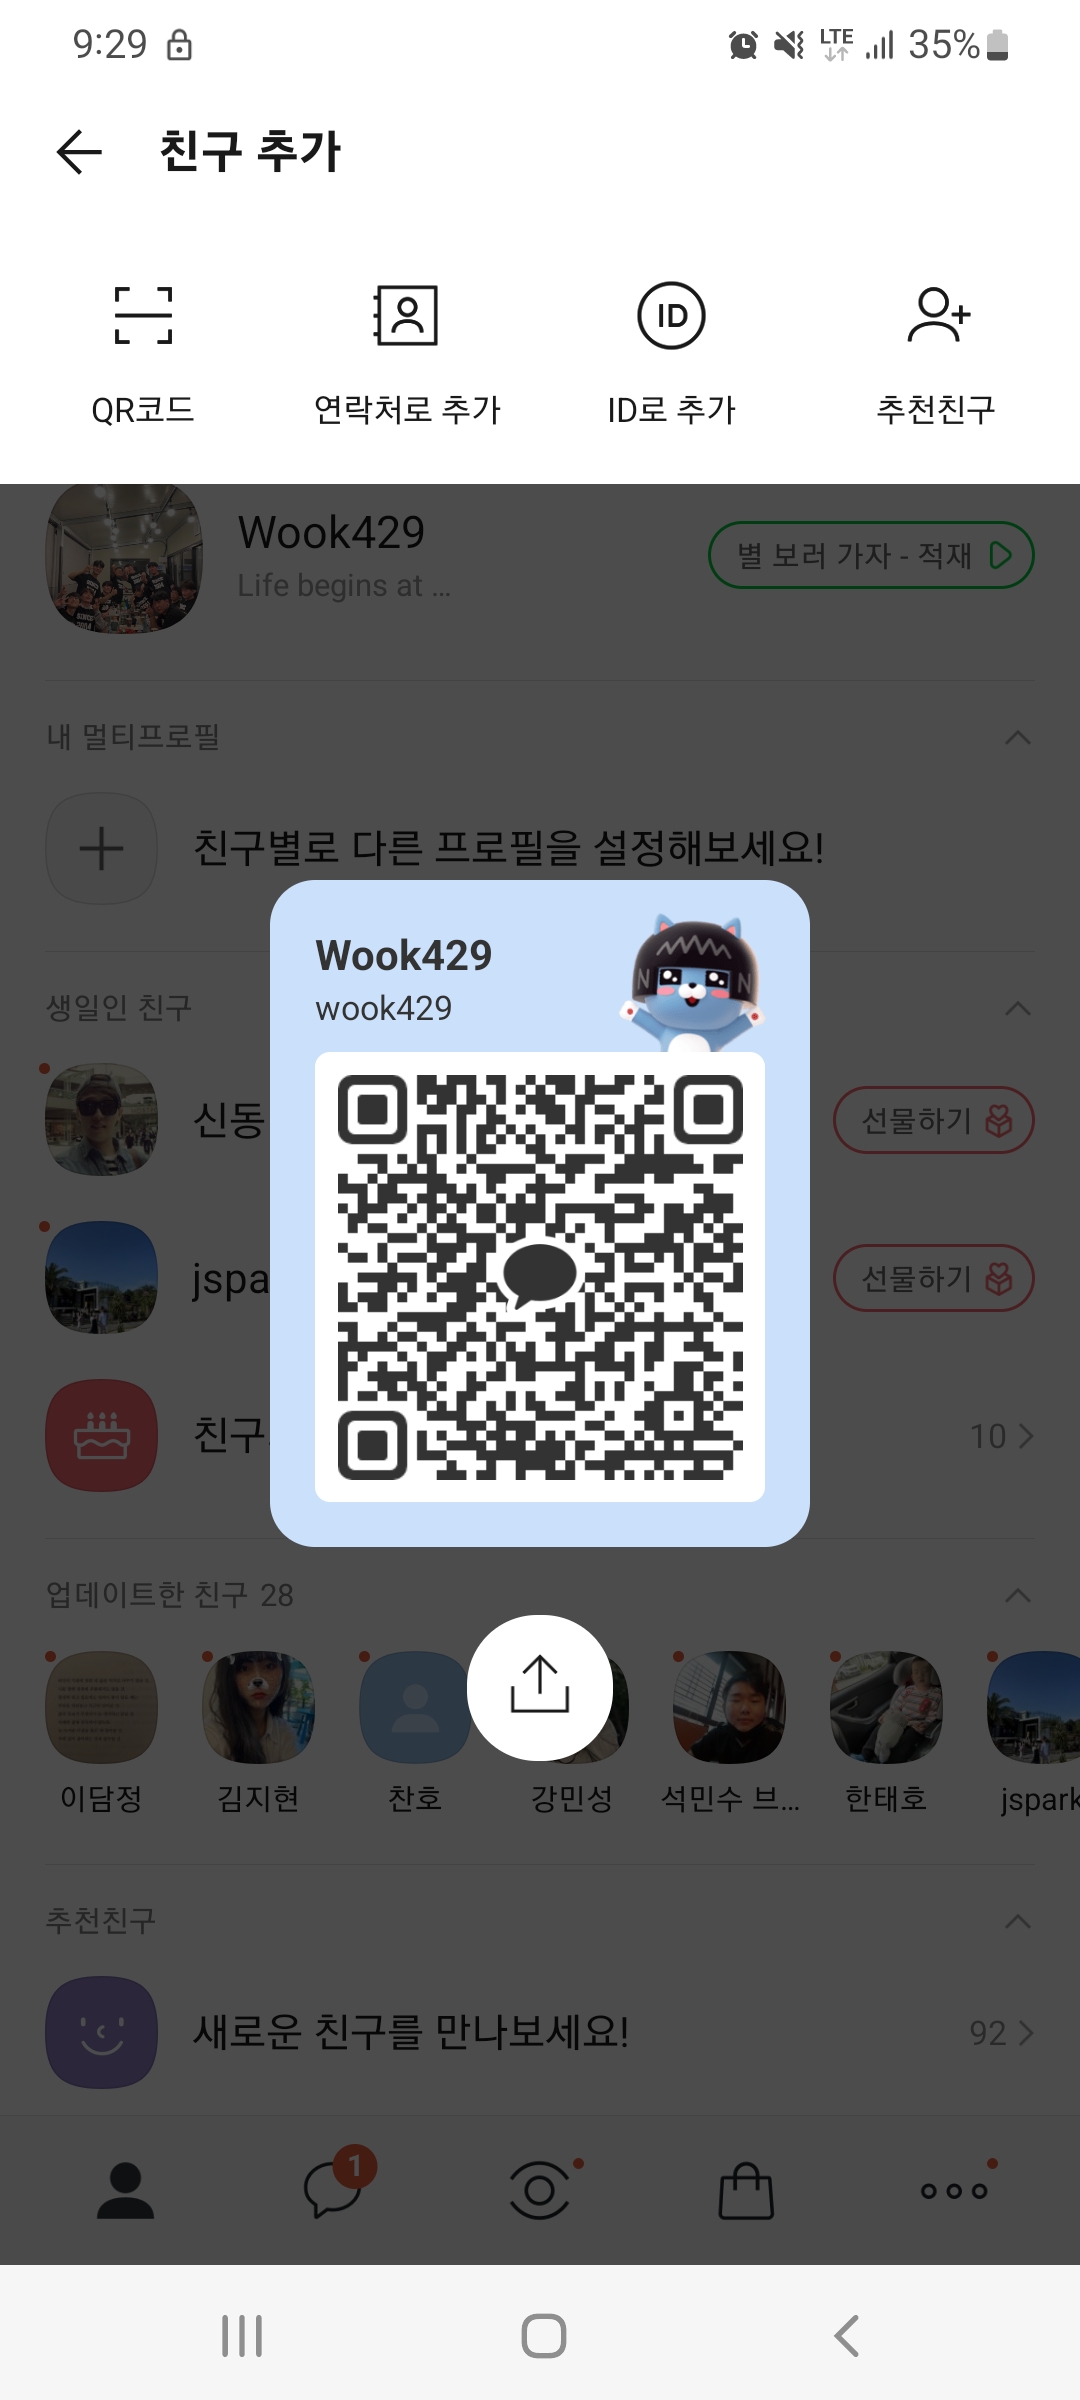 9:29
LTE
35%
친구 추가
ID
QR코드
연락처로 추가
ID로 추가
추천친구
Wook429
Life begins at ...
별 보러 가자 - 적재
내 멀티프로필
친구별로 다른 프로필을 설정해보세요!
Wook429
wook429
N N
생일인 친구
신동
선물하기
jspa
선물하기
친구
10
업데이트한 친구 28
이담정
김지현
찬호
강민성
석민수 브...
한태호
jspark
추천친구
새로운 친구를 만나보세요!
92
1